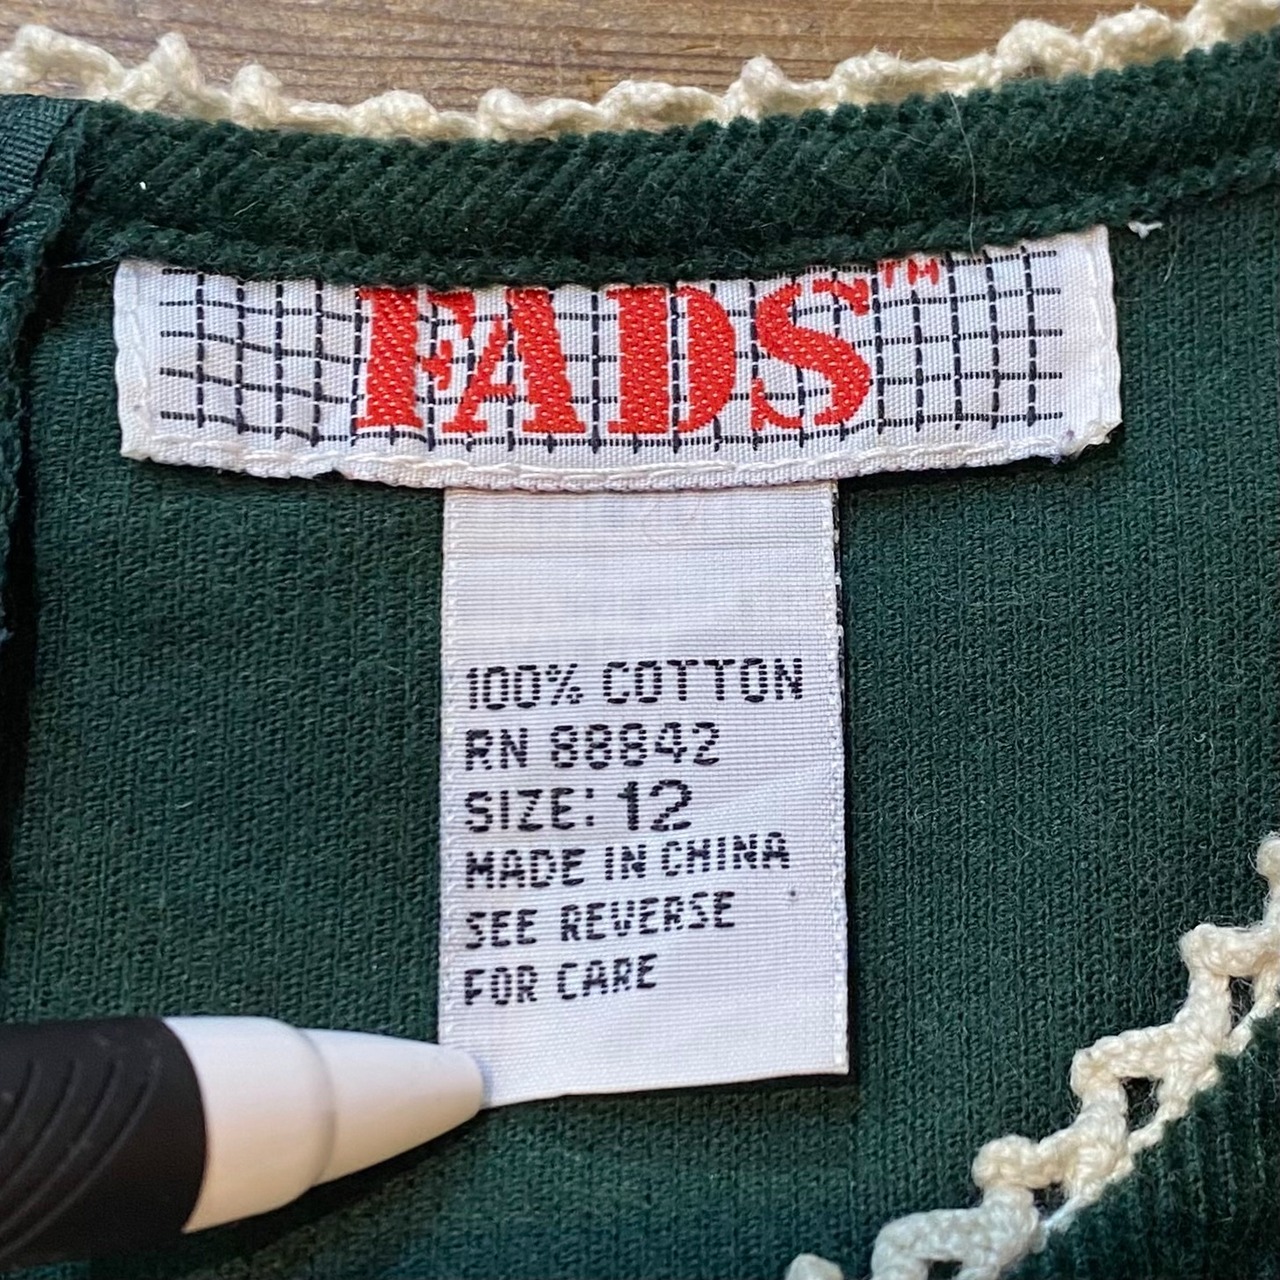 FADS™
100% COTTON
RN 88842
SIZE: 12
MADE IN CHINA
SEE REVERSE
FOR CARE